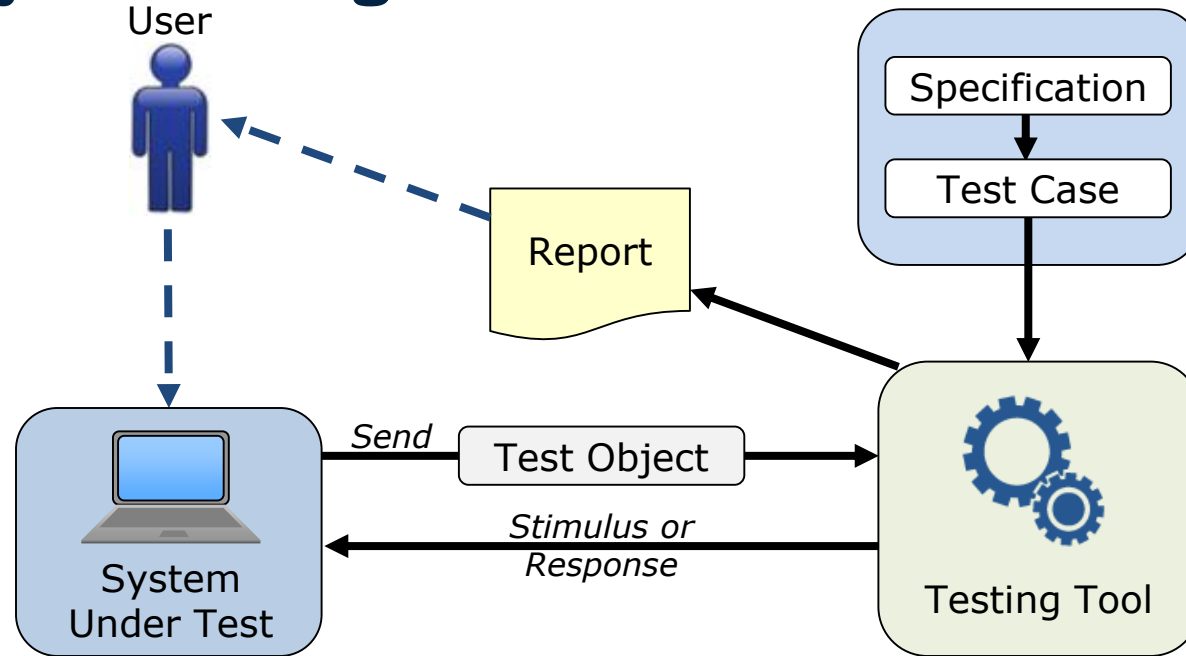 User
Specification
Test Case
Report
Send
Test Object
Stimulus or
Response
System
Under Test
Testing Tool